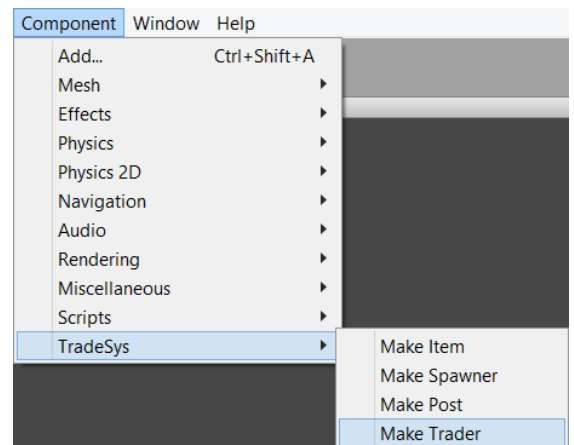 Component Window Help
Add... Ctrl+Shift+A
Mesh
Effects
Physics
Physics 2D
Navigation
Audio
Rendering
Miscellaneous
Scripts
TradeSys
Make Item
Make Spawner
Make Post
Make Trader